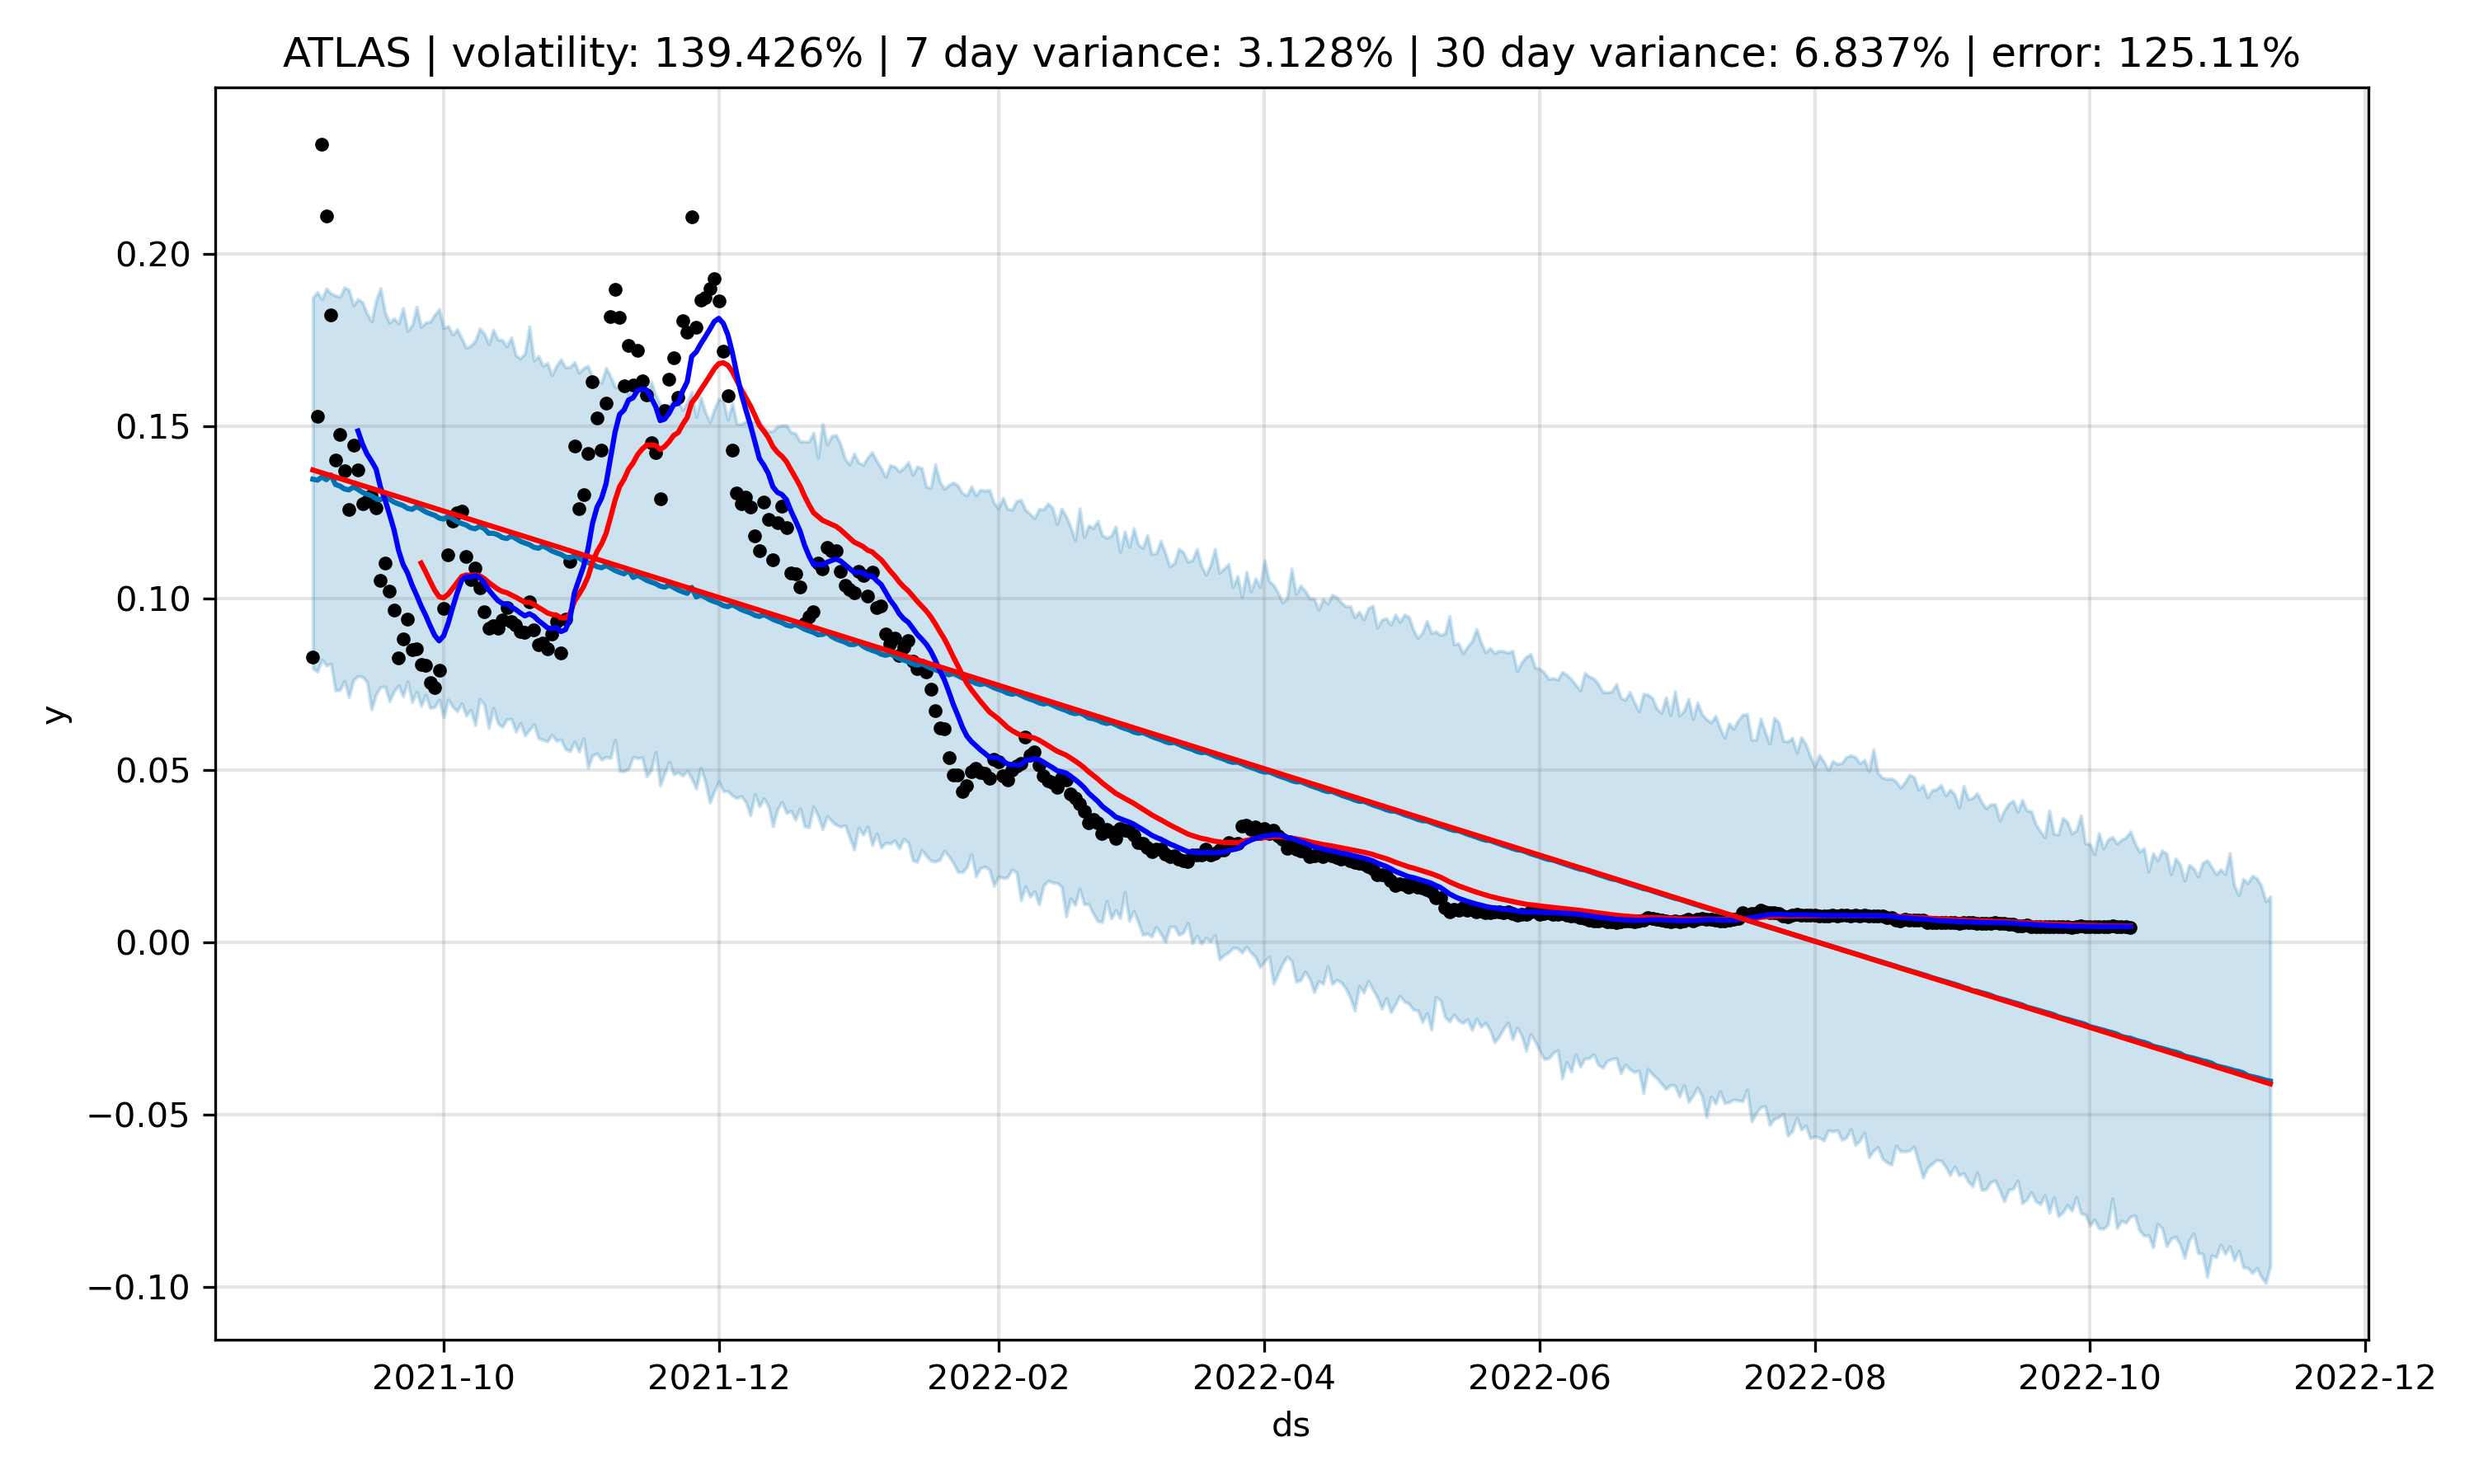 ATLAS | volatility: 139.426% | 7 day variance: 3.128% | 30 day variance: 6.837% | error: 125.11%
0.20
0.15
0.10
0.05
0.00
−0.05
−0.10
y
2021-10 2021-12 2022-02 2022-04 2022-06 2022-08 2022-10 2022-12
ds